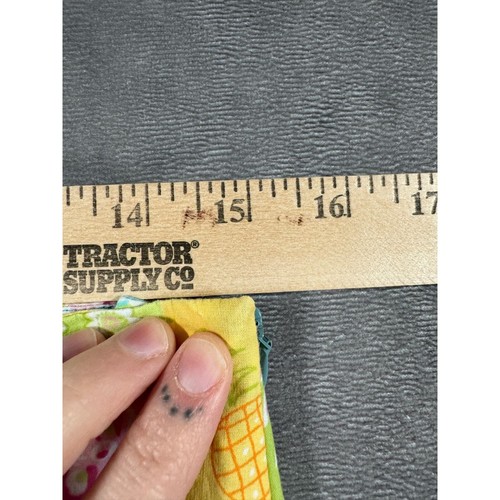 14 15 16 17
TRACTOR®
SUPPLY CO